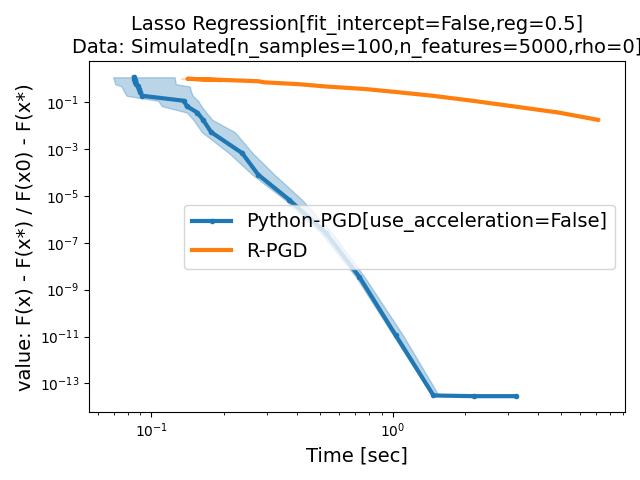 Lasso Regression[fit_intercept=False,reg=0.5]
Data: Simulated[n_samples=100,n_features=5000,rho=0]
value: F(x) - F(x*) / F(x0) - F(x*)
10⁻¹
10⁻³
10⁻⁵
10⁻⁷
10⁻⁹
10⁻¹¹
10⁻¹³
Python-PGD[use_acceleration=False]
R-PGD
10⁻¹ 10⁰
Time [sec]